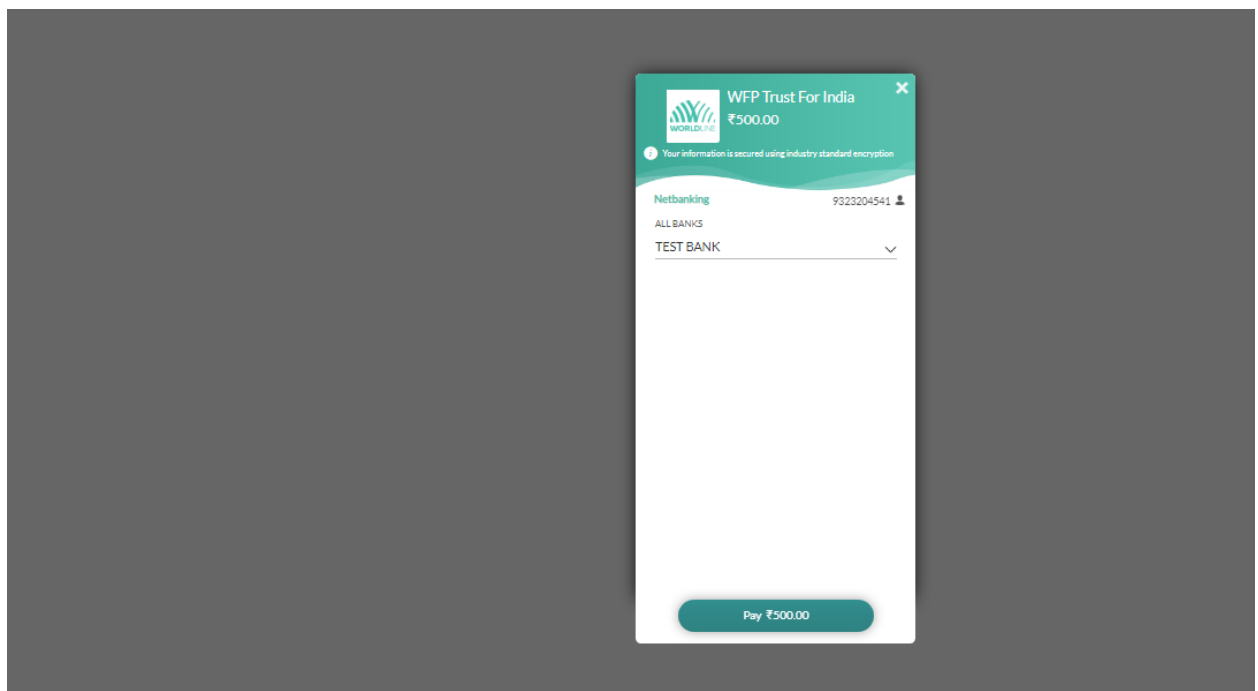 WFP Trust For India
₹500.00
WORLDLINE
Your information is secured using industry standard encryption
Netbanking
9323204541
ALL BANKS
TEST BANK
Pay ₹500.00